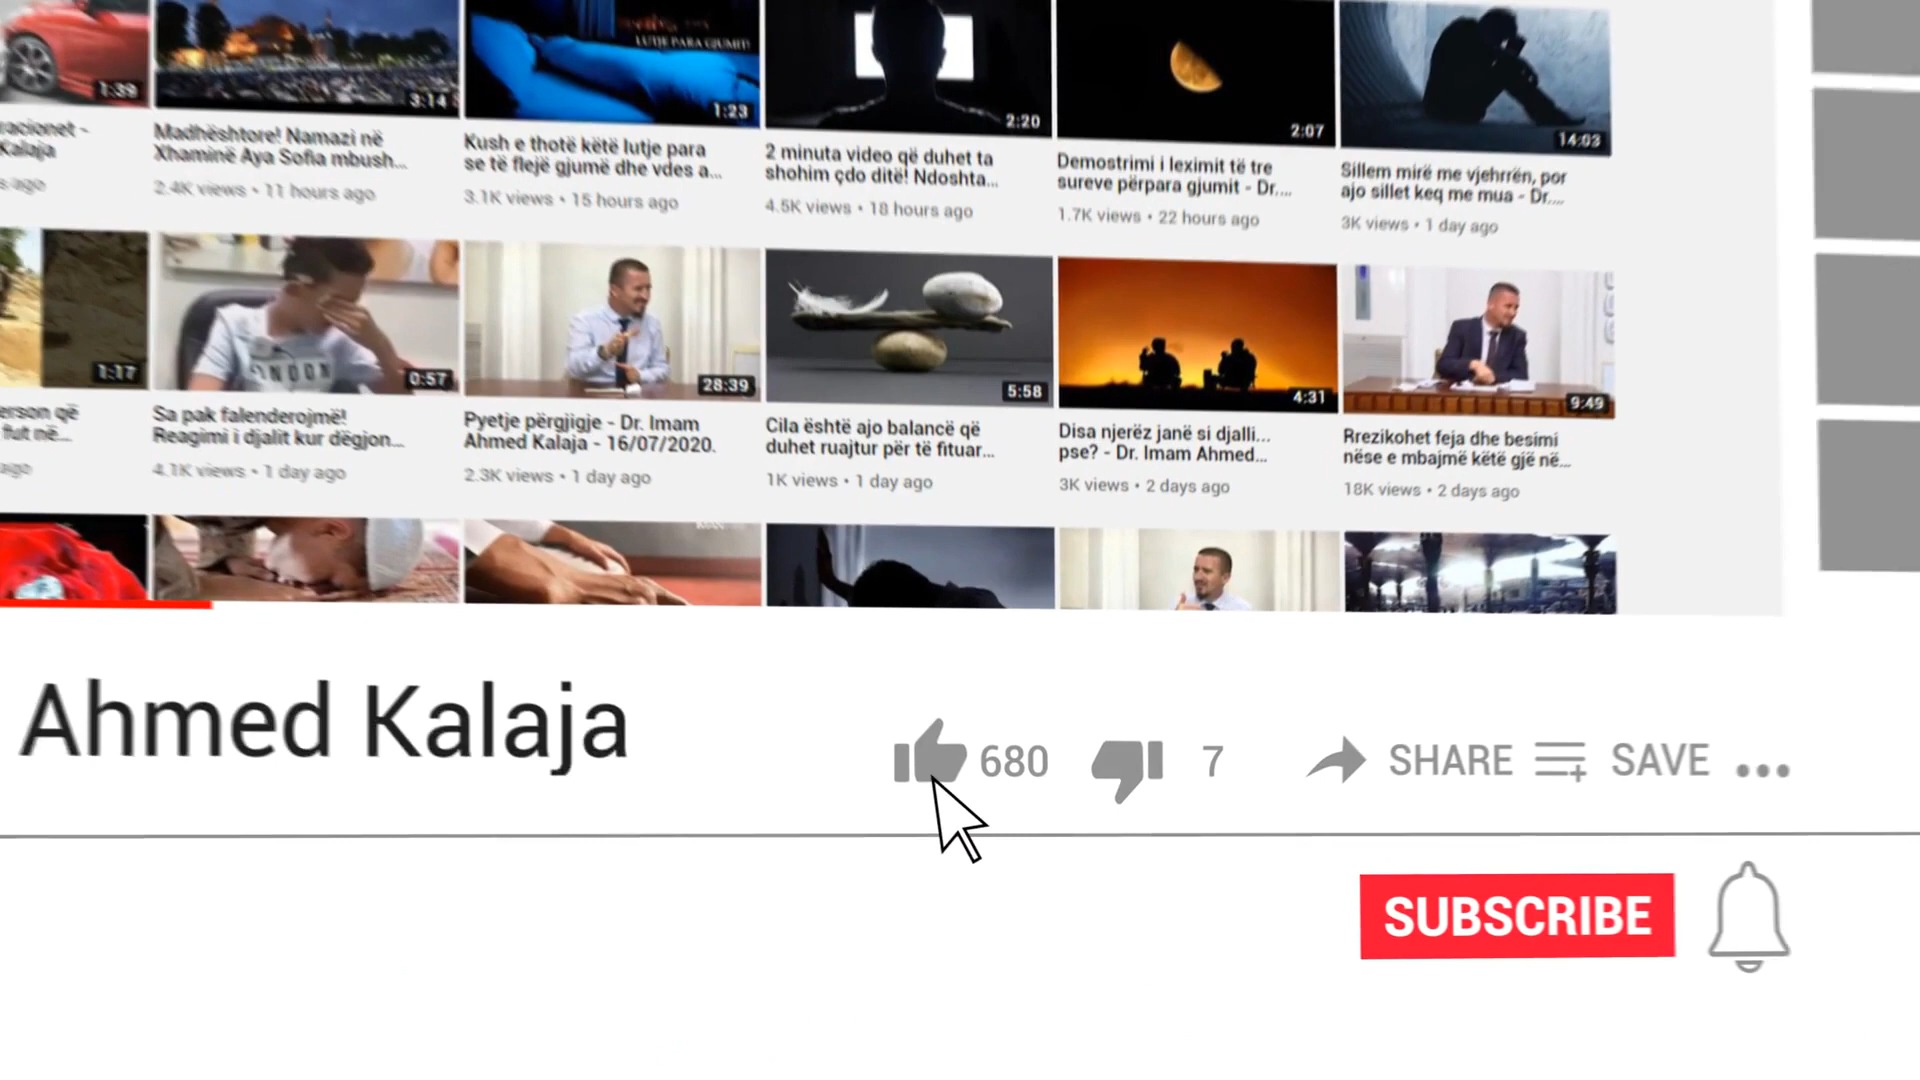 LUTJE PARA GJUMIT!
1:39
3:14
1:23
2:20
2:07
14:03
Kalaja
Madhështore! Namazi në
Xhaminë Aya Sofia mbush...
2.4K views • 11 hours ago
Kush e thotë këtë lutje para
se të flejë gjumë dhe vdes a...
3.1K views • 15 hours ago
2 minuta video që duhet ta
shohim çdo ditë! Ndoshta...
4.5K views • 18 hours ago
Demostrimi i leximit të tre
sureve përpara gjumit - Dr....
1.7K views • 22 hours ago
Sillem mirë me vjehrrën, por
ajo sillet keq me mua - Dr....
3K views • 1 day ago
1:17
0:57
28:39
5:58
4:31
9:49
që
fut në...
ago
Sa pak falenderojmë!
Reagimi i djalit kur dëgjon...
4.1K views • 1 day ago
Pyetje përgjigje - Dr. Imam
Ahmed Kalaja - 16/07/2020.
2.3K views • 1 day ago
Cila është ajo balancë që
duhet ruajtur për të fituar...
1K views • 1 day ago
Disa njerëz janë si djalli...
pse? - Dr. Imam Ahmed...
3K views • 2 days ago
Rrezikohet feja dhe besimi
nëse e mbajmë këtë gjë në...
18K views • 2 days ago
Ahmed Kalaja
680
7
SHARE
SAVE
SUBSCRIBE